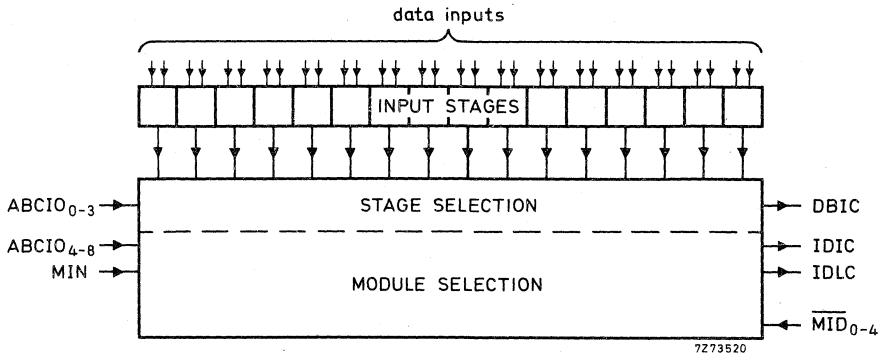 data inputs
INPUT STAGES
ABCIO0-3
STAGE SELECTION
DBIC
ABCIO4-8
IDIC
MIN
IDLC
MODULE SELECTION
MID0-4
7Z73520